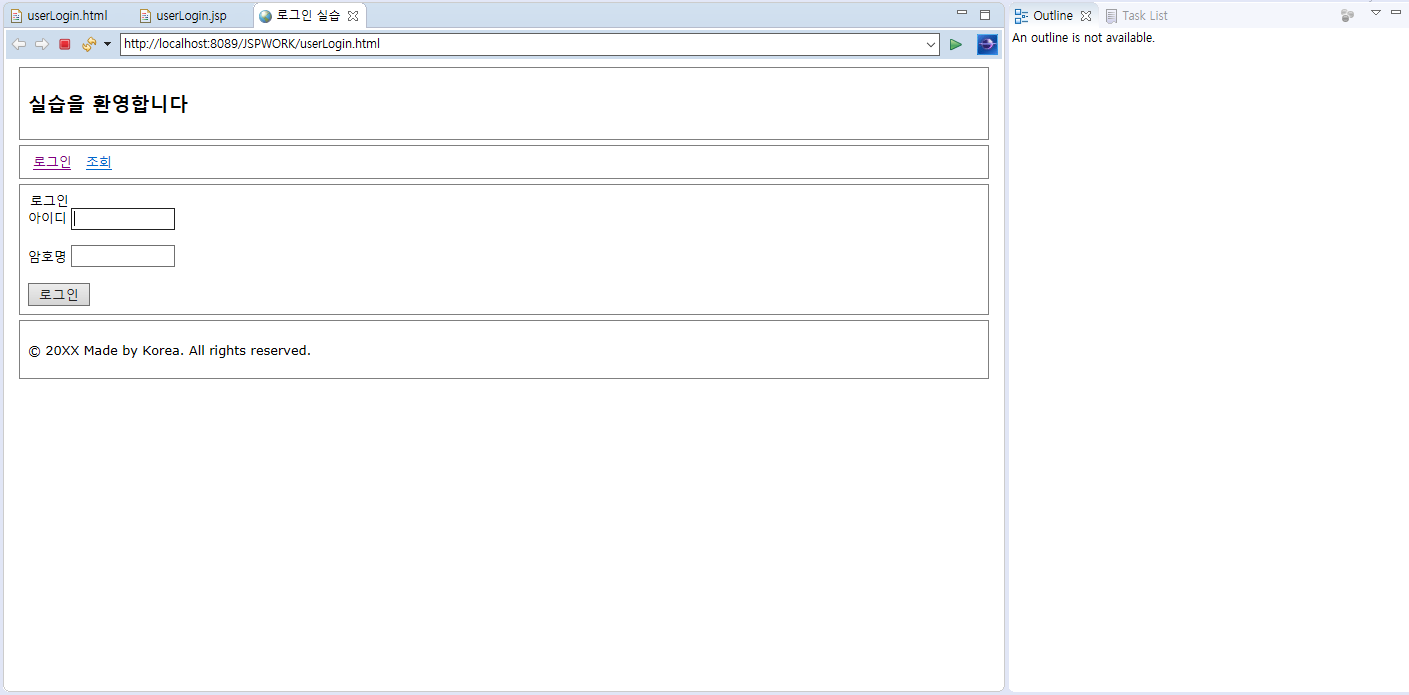 userLogin.html userLogin.jsp 로그인 실습
http://localhost:8089/JSPWORK/userLogin.html
실습을 환영합니다
로그인 조회
로그인
아이디
암호명
로그인
© 20XX Made by Korea. All rights reserved.
Outline Task List
An outline is not available.